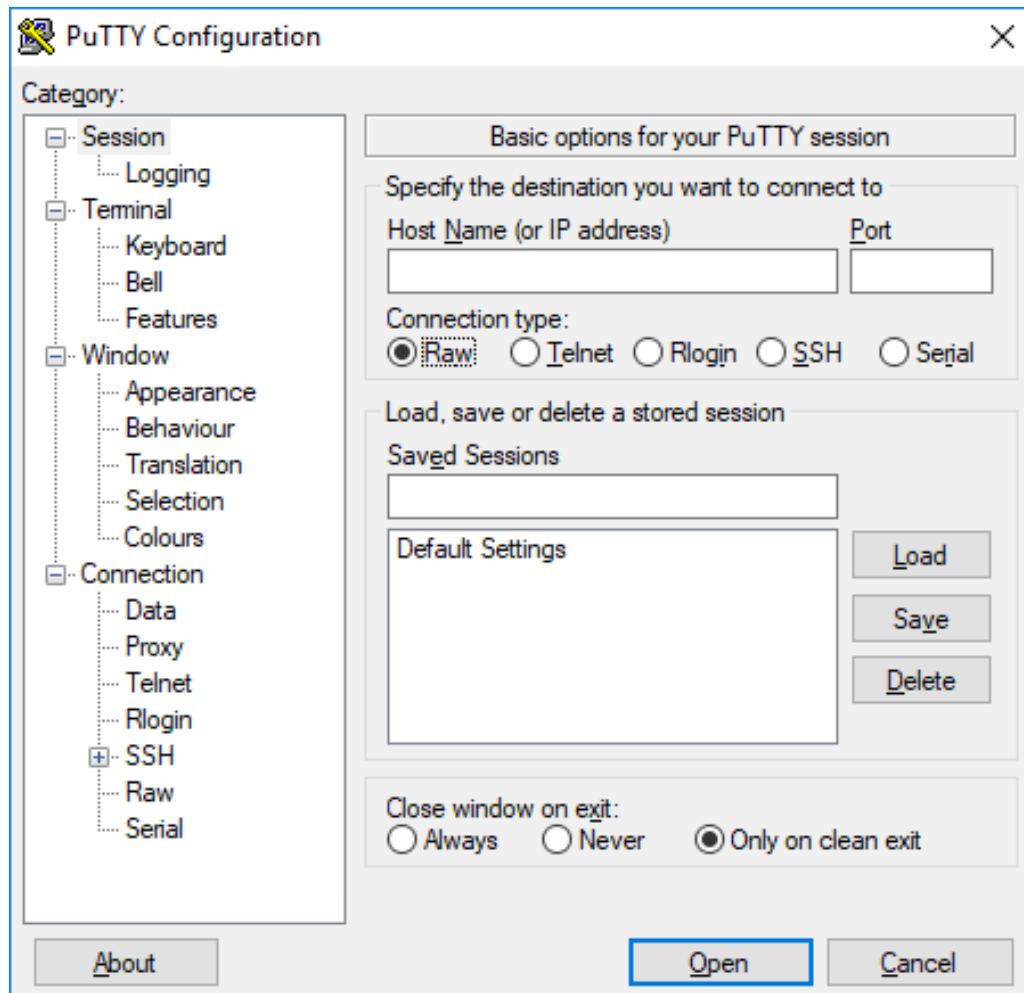 PuTTY Configuration
Category:
Session
Logging
Terminal
Keyboard
Bell
Features
Window
Appearance
Behaviour
Translation
Selection
Colours
Connection
Data
Proxy
Telnet
Rlogin
SSH
Raw
Serial
Basic options for your PuTTY session
Specify the destination you want to connect to
Host Name (or IP address) Port
Connection type:
Raw Telnet Rlogin SSH Serial
Load, save or delete a stored session
Saved Sessions
Default Settings
Load
Save
Delete
Close window on exit:
Always Never Only on clean exit
About Open Cancel